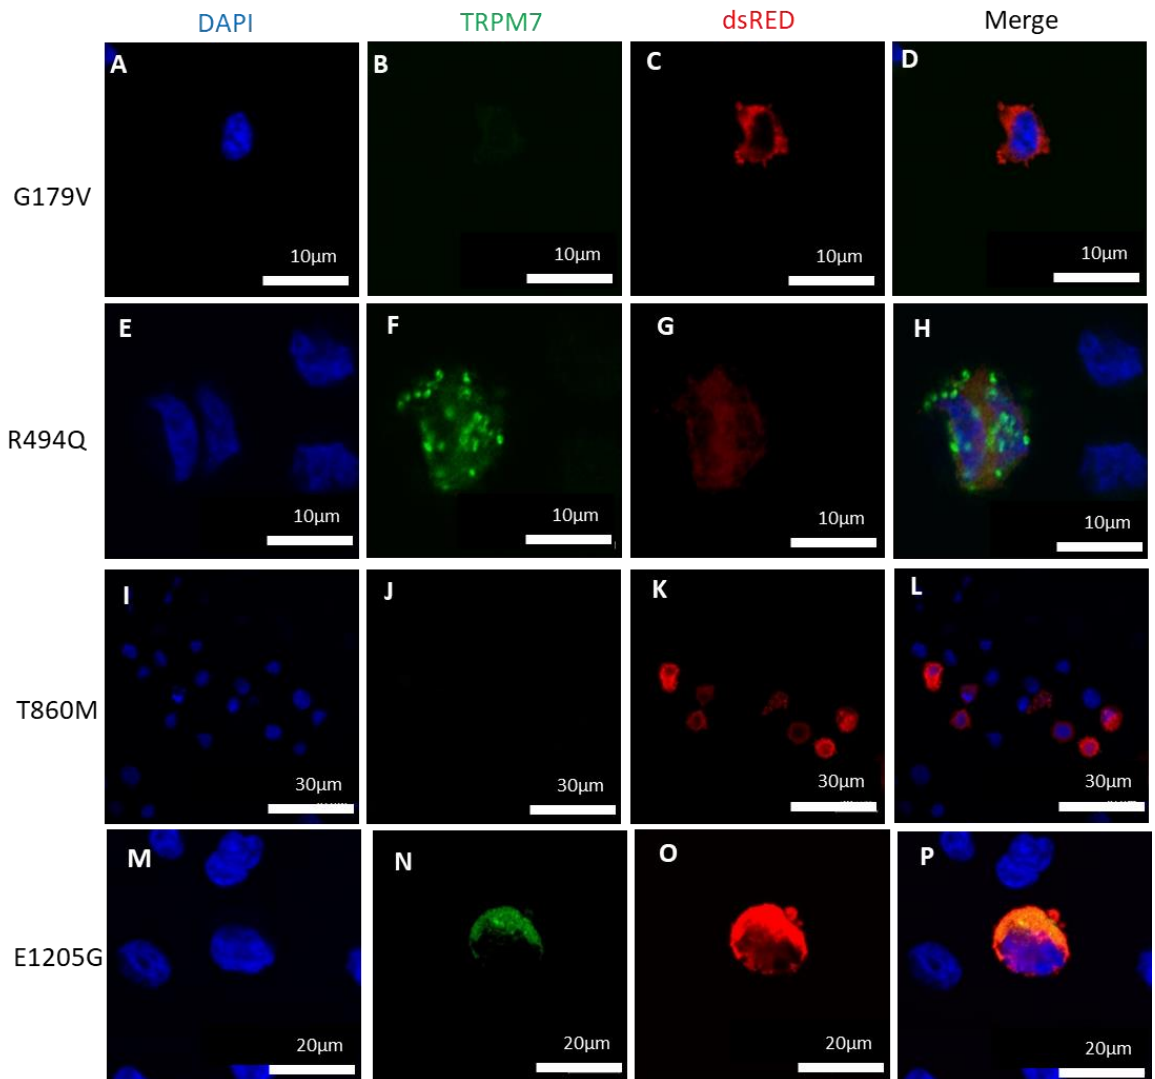 DAPI TRPM7 dsRED Merge
A B C D
G179V
10µm 10µm 10µm 10µm
E F G H
R494Q
10µm 10µm 10µm 10µm
I J K L
T860M
30µm 30µm 30µm 30µm
M N O P
E1205G
20µm 20µm 20µm 20µm